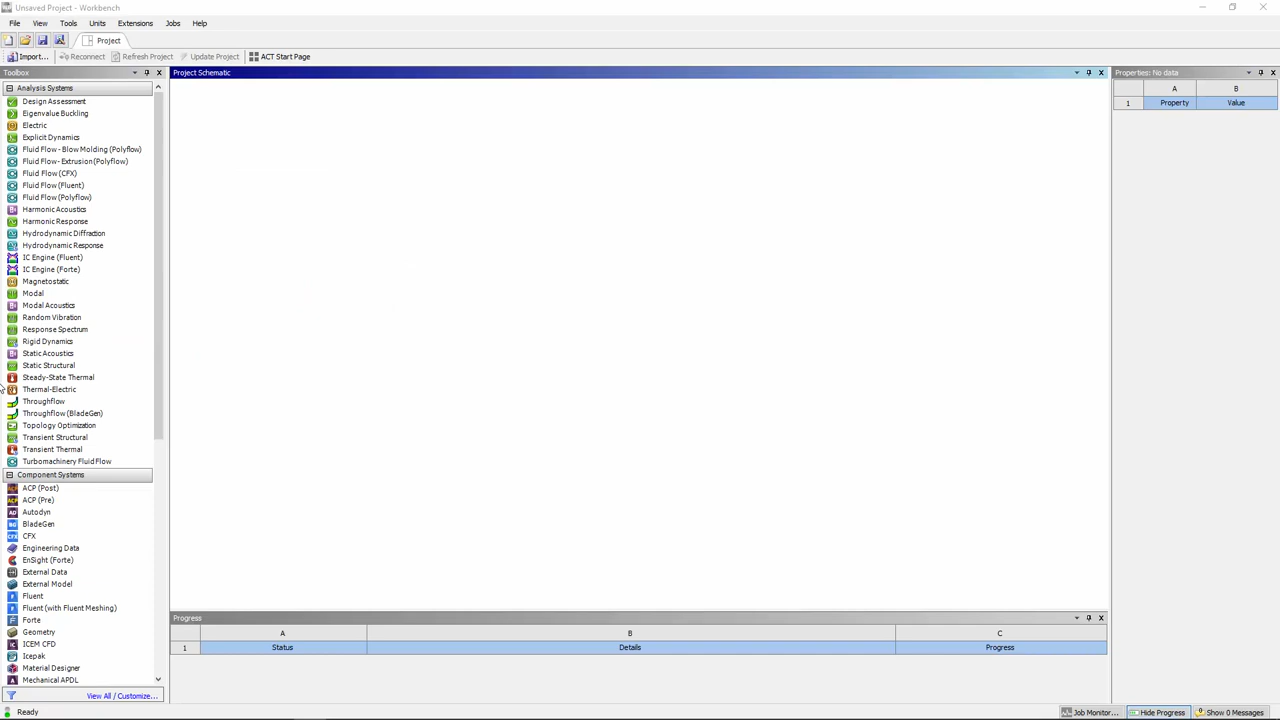 Unsaved Project - Workbench
File View Tools Units Extensions Jobs Help
Project
Import... Reconnect Refresh Project Update Project ACT Start Page
Toolbox
Analysis Systems
Design Assessment
Eigenvalue Buckling
Electric
Explicit Dynamics
Fluid Flow - Blow Molding (Polyflow)
Fluid Flow- Extrusion (Polyflow)
Fluid Flow (CFX)
Fluid Flow (Fluent)
Fluid Flow (Polyflow)
Harmonic Acoustics
Harmonic Response
Hydrodynamic Diffraction
Hydrodynamic Response
IC Engine (Fluent)
IC Engine (Forte)
Magnetostatic
Modal
Modal Acoustics
Random Vibration
Response Spectrum
Rigid Dynamics
Static Acoustics
Static Structural
Steady-State Thermal
Thermal-Electric
Throughflow
Throughflow (BladeGen)
Topology Optimization
Transient Structural
Transient Thermal
Turbomachinery Fluid Flow
Component Systems
ACP (Post)
ACP (Pre)
Autodyn
BladeGen
CFX
Engineering Data
EnSight (Forte)
External Data
External Model
Fluent
Fluent (with Fluent Meshing)
Forte
Geometry
ICEM CFD
Icepak
Material Designer
Mechanical APDL
View All / Customize...
Project Schematic
Progress
A B C
1 Status Details Progress
Properties: No data
A B
1 Property Value
Ready
Job Monitor... Hide Progress Show 0 Messages